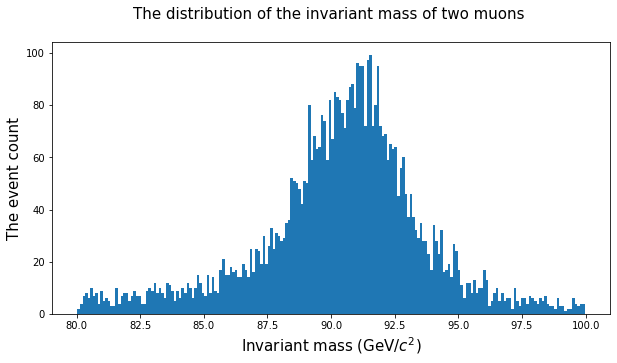 The distribution of the invariant mass of two muons
100
80
60
40
20
0
The event count
80.0 82.5 85.0 87.5 90.0 92.5 95.0 97.5 100.0
Invariant mass (GeV/c²)